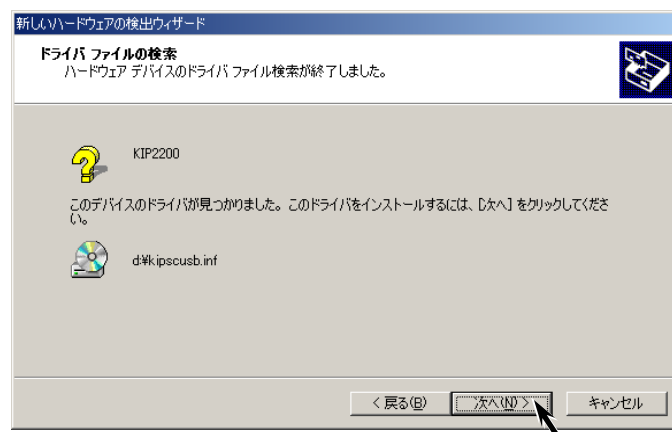 新しいハードウェアの検出ウィザード
ドライバ ファイルの検索
ハードウェア デバイスのドライバ ファイル検索が終了しました。
KIP2200
このデバイスのドライバが見つかりました。このドライバをインストールするには、[次へ] をクリックしてくださ
い。
d:¥kipscusb.inf
< 戻る(B)
次へ(N) >
キャンセル